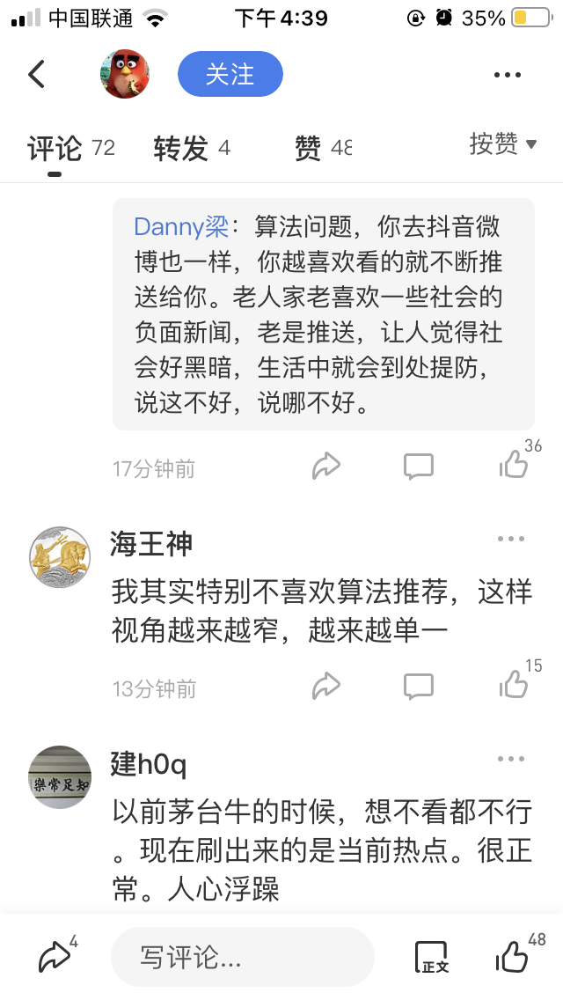 中国联通
下午4:39
35%
关注
评论 72
转发 4
赞 48
按赞
Danny梁：算法问题，你去抖音微
博也一样，你越喜欢看的就不断推
送给你。老人家老喜欢一些社会的
负面新闻，老是推送，让人觉得社
会好黑暗，生活中就会到处提防，
说这不好，说哪不好。
17分钟前
36
海王神
我其实特别不喜欢算法推荐，这样
视角越来越窄，越来越单一
13分钟前
15
建h0q
樂常足知
以前茅台牛的时候，想不看都不行
。现在刷出来的是当前热点。很正
常。人心浮躁
4
写评论...
正文
48